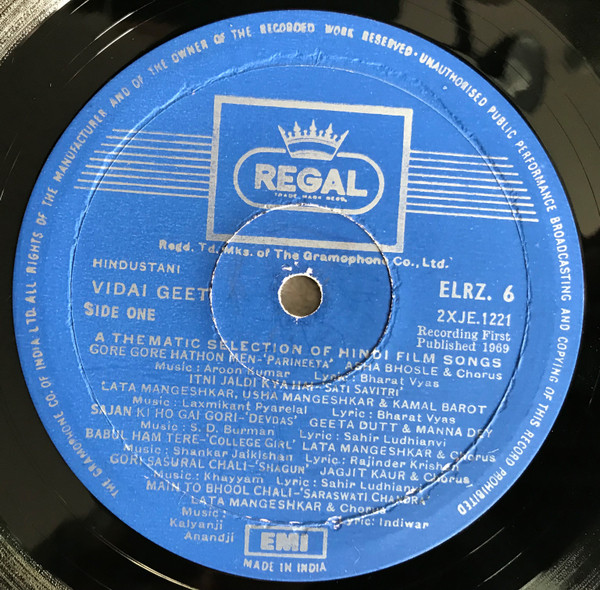 THE GRAMOPHONE CO. OF INDIA LTD. ALL RIGHTS OF THE MANUFACTURER AND OF THE OWNER OF THE RECORDED WORK RESERVED · UNAUTHORISED PUBLIC PERFORMANCE BROADCASTING AND COPYING OF THIS RECORD PROHIBITED
REGAL
TRADE MARK REGD.
Regd. Td. Mks. of The Gramophone Co., Ltd.
HINDUSTANI
VIDAI GEET
SIDE ONE
ELRZ. 6
2XJE.1221
Recording First
Published 1969
A THEMATIC SELECTION OF HINDI FILM SONGS
GORE GORE HATHON MEN-'PARINEETA' ASHA BHOSLE & Chorus
Music : Aroon Kumar Lyric : Bharat Vyas
ITNI JALDI KYA HAI-'SATI SAVITRI'
LATA MANGESHKAR, USHA MANGESHKAR & KAMAL BAROT
Music : Laxmikant Pyarelal Lyric : Bharat Vyas
SAJAN KI HO GAI GORI-'DEVDAS' GEETA DUTT & MANNA DEY
Music : S. D. Burman Lyric : Sahir Ludhianvi
BABUL HAM TERE-'COLLEGE GIRL' LATA MANGESHKAR & Chorus
Music : Shankar Jaikishan Lyric : Rajinder Krishan
GORI SASURAL CHALI-'SHAGUN' JAGJIT KAUR & Chorus
Music : Khayyam Lyric : Sahir Ludhianvi
MAIN TO BHOOL CHALI-'SARASWATI CHANDRA'
LATA MANGESHKAR & Chorus
Music : Kalyanji Anandji Lyric: Indiwar
EMI
MADE IN INDIA